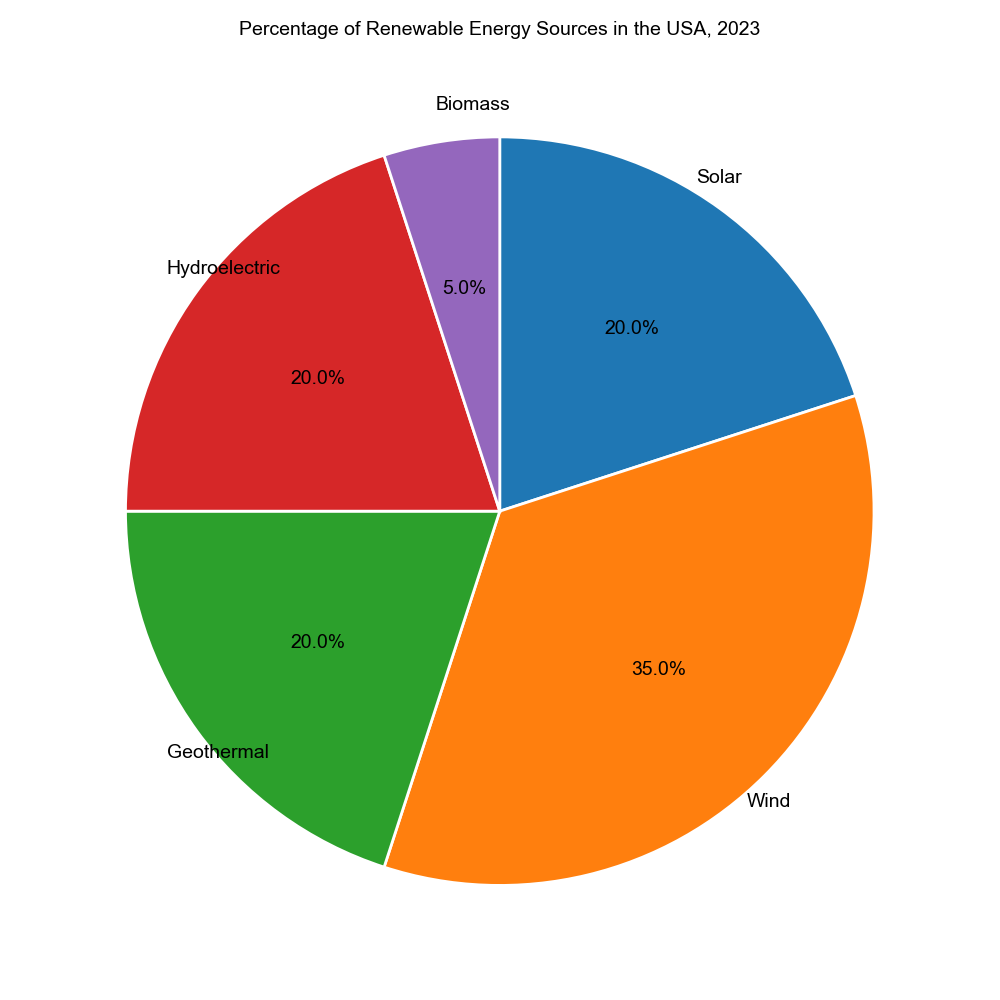 Percentage of Renewable Energy Sources in the USA, 2023
Biomass
Solar
Hydroelectric
5.0%
20.0%
20.0%
20.0%
35.0%
Geothermal
Wind